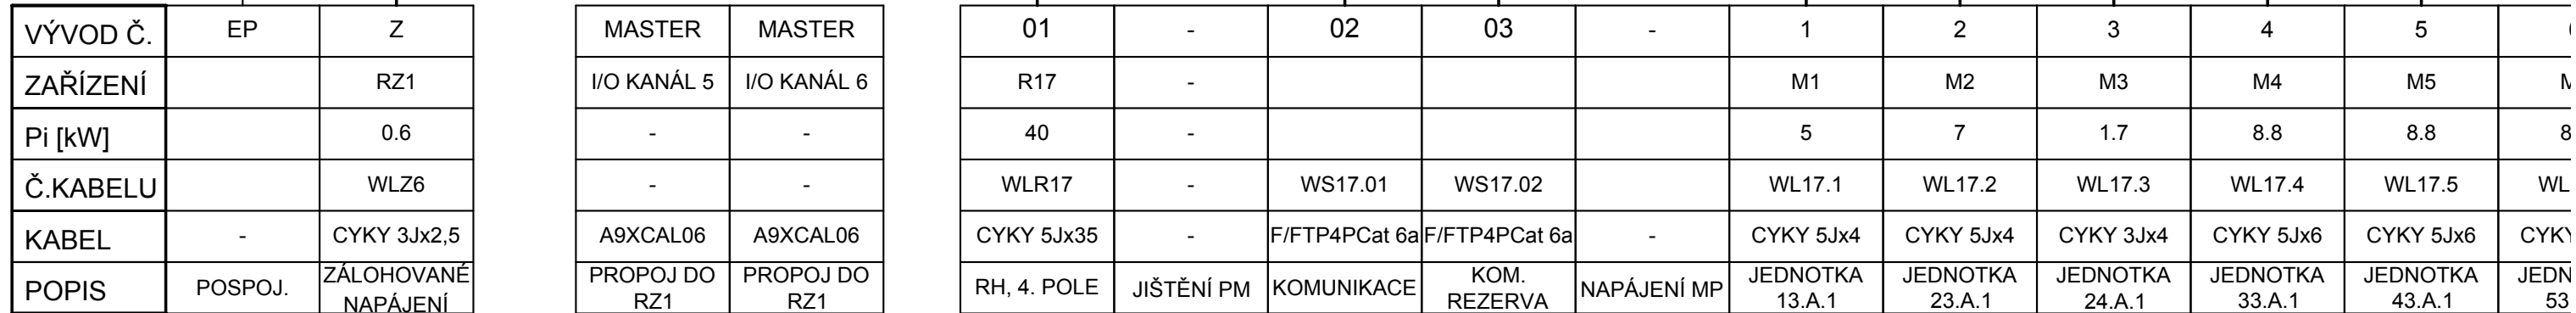 VÝVOD Č. EP Z MASTER MASTER 01 - 02 03 - 1 2 3 4 5
ZAŘÍZENÍ RZ1 I/O KANÁL 5 I/O KANÁL 6 R17 - M1 M2 M3 M4 M5
Pi [kW] 0.6 - - 40 - 5 7 1.7 8.8 8.8 8
Č.KABELU WLZ6 - - WLR17 - WS17.01 WS17.02 WL17.1 WL17.2 WL17.3 WL17.4 WL17.5 WL
KABEL - CYKY 3Jx2,5 A9XCAL06 A9XCAL06 CYKY 5Jx35 - F/FTP4PCat 6a F/FTP4PCat 6a - CYKY 5Jx4 CYKY 5Jx4 CYKY 3Jx4 CYKY 5Jx6 CYKY 5Jx6 CYKY
POPIS POSPOJ. ZÁLOHOVANÉ
NAPÁJENÍ PROPOJ DO
RZ1 PROPOJ DO
RZ1 RH, 4. POLE JIŠTĚNÍ PM KOMUNIKACE KOM.
REZERVA NAPÁJENÍ MP JEDNOTKA
13.A.1 JEDNOTKA
23.A.1 JEDNOTKA
24.A.1 JEDNOTKA
33.A.1 JEDNOTKA
43.A.1 JEDN
53